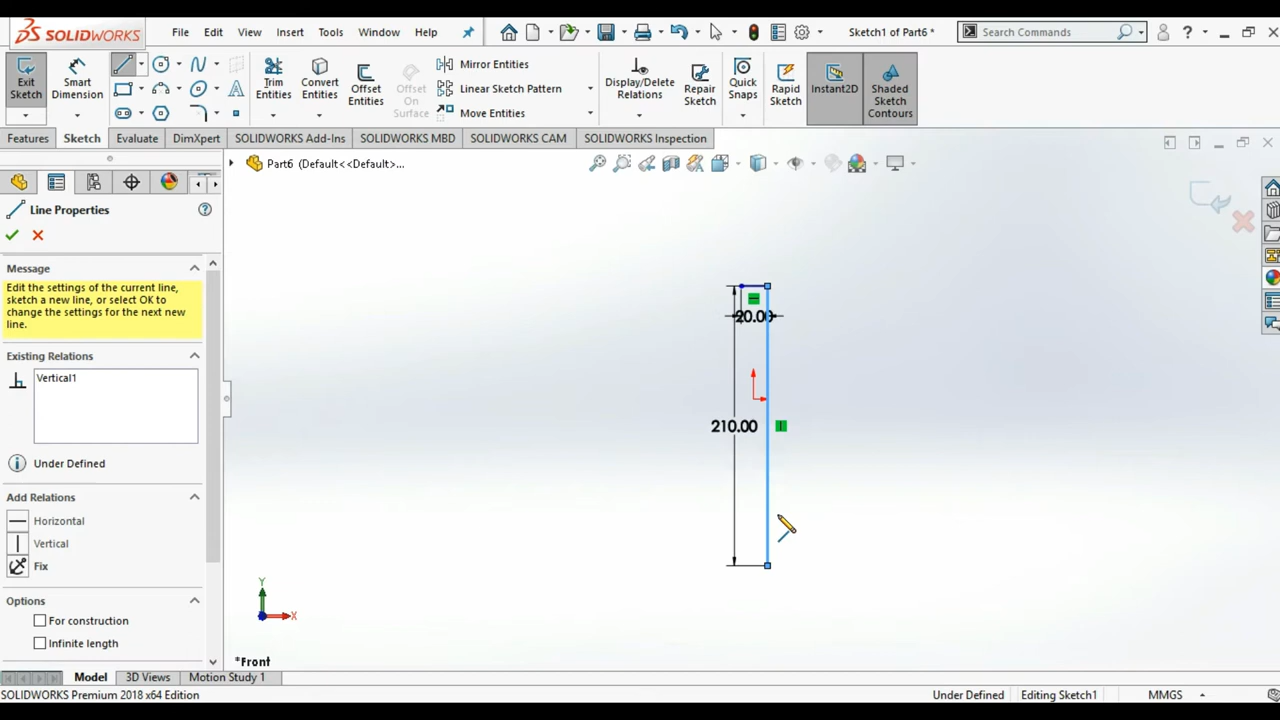 SOLIDWORKS
File Edit View Insert Tools Window Help
Sketch1 of Part6 *
Search Commands
Exit Sketch
Smart Dimension
Trim Entities
Convert Entities
Offset Entities
Offset On Surface
Mirror Entities
Linear Sketch Pattern
Move Entities
Display/Delete Relations
Repair Sketch
Quick Snaps
Rapid Sketch
Instant2D
Shaded Sketch Contours
Features Sketch Evaluate DimXpert SOLIDWORKS Add-Ins SOLIDWORKS MBD SOLIDWORKS CAM SOLIDWORKS Inspection
Part6 (Default<<Default>...
Line Properties
Message
Edit the settings of the current line,
sketch a new line, or select OK to
change the settings for the next new
line.
Existing Relations
Vertical1
Under Defined
Add Relations
Horizontal
Vertical
Fix
Options
For construction
Infinite length
20.00
210.00
Y
X
*Front
Model 3D Views Motion Study 1
SOLIDWORKS Premium 2018 x64 Edition
Under Defined Editing Sketch1 MMGS